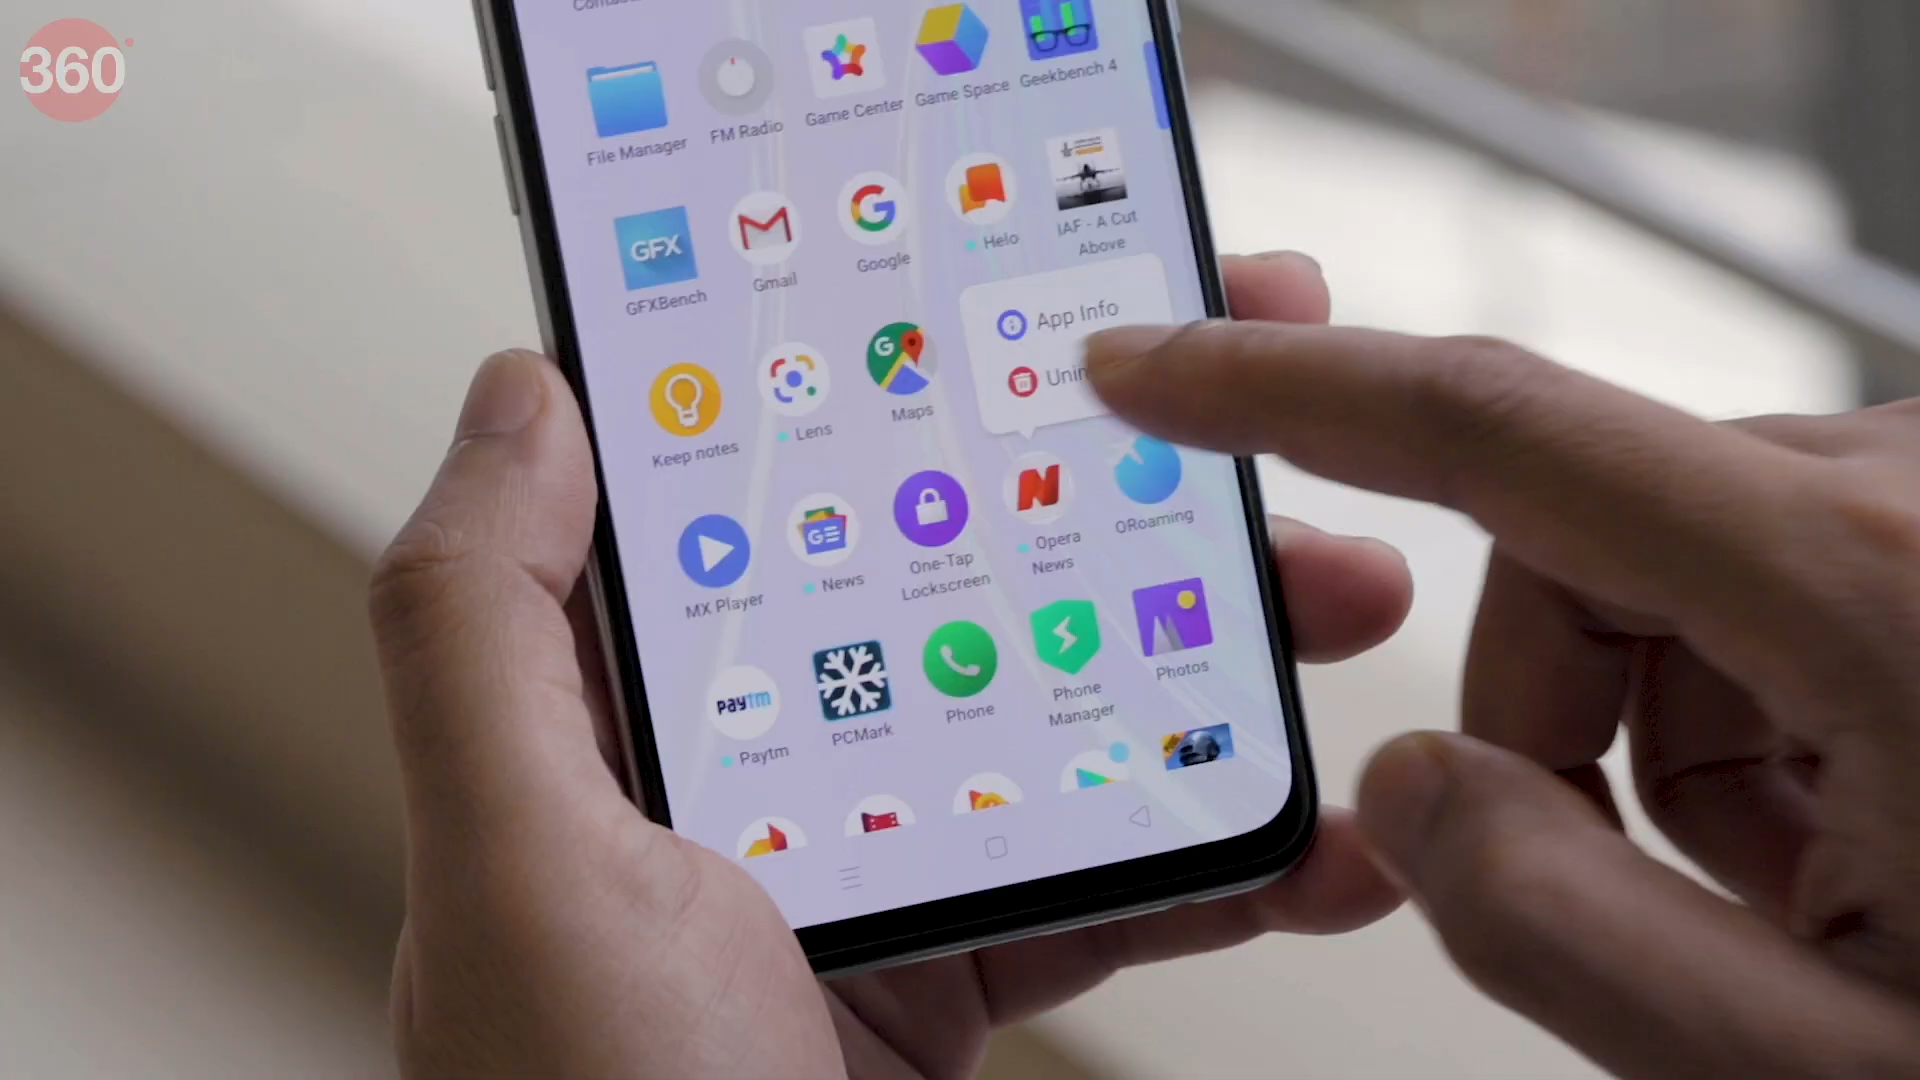 360
File Manager
FM Radio
Game Center
Game Space
Geekbench 4
GFX
GFXBench
Gmail
G
Google
Helo
IAF - A Cut
Above
App Info
Keep notes
Lens
G
Maps
MX Player
GE
News
One-Tap
Lockscreen
N
Opera
News
ORoaming
paytm
Paytm
PCMark
Phone
Phone
Manager
Photos